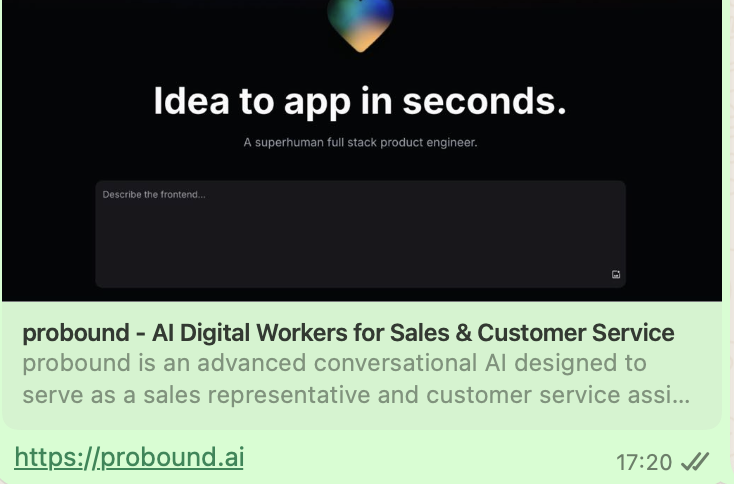 Idea to app in seconds.
A superhuman full stack product engineer.
Describe the frontend...
probound - AI Digital Workers for Sales & Customer Service
probound is an advanced conversational AI designed to
serve as a sales representative and customer service assi...
https://probound.ai
17:20